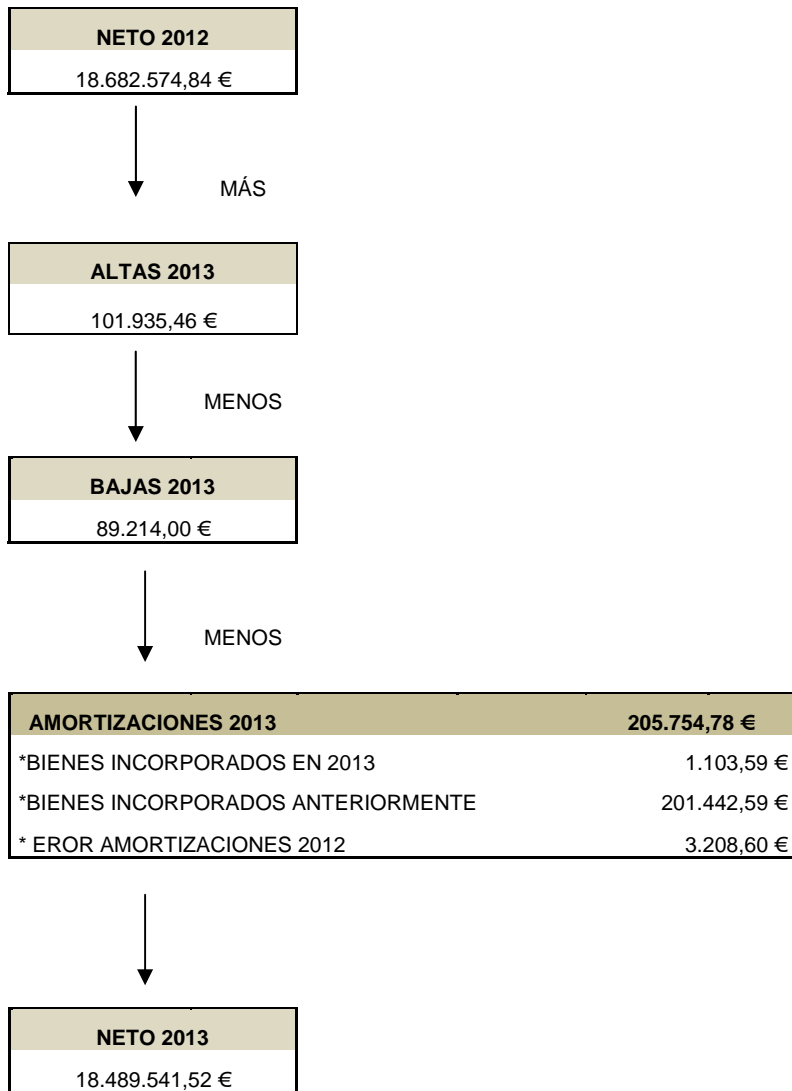 NETO 2012
18.682.574,84 €
MÁS
ALTAS 2013
101.935,46 €
MENOS
BAJAS 2013
89.214,00 €
MENOS
AMORTIZACIONES 2013 205.754,78 €
*BIENES INCORPORADOS EN 2013 1.103,59 €
*BIENES INCORPORADOS ANTERIORMENTE 201.442,59 €
* EROR AMORTIZACIONES 2012 3.208,60 €
NETO 2013
18.489.541,52 €